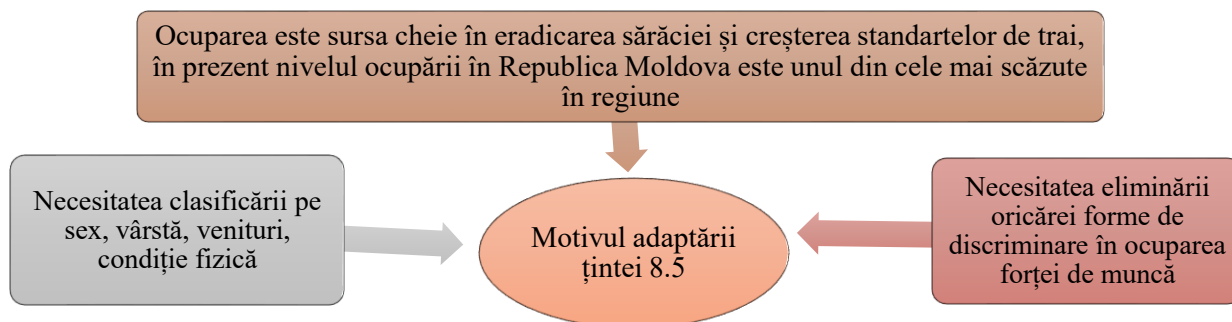 Ocuparea este sursa cheie în eradicarea sărăciei și creșterea standartelor de trai,
în prezent nivelul ocupării în Republica Moldova este unul din cele mai scăzute
în regiune
Necesitatea clasificării pe
sex, vârstă, venituri,
condiție fizică
Motivul adaptării
țintei 8.5
Necesitatea eliminării
oricărei forme de
discriminare în ocuparea
forței de muncă